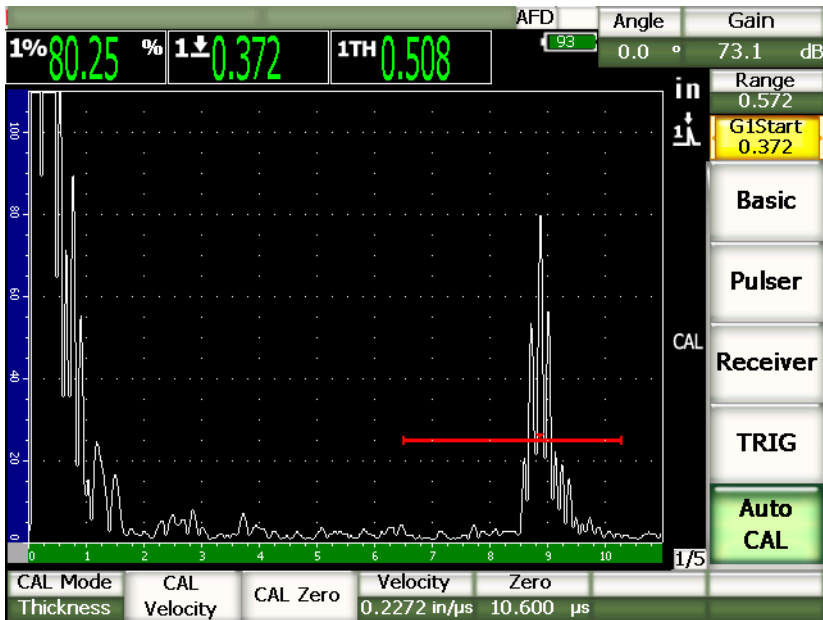 AFD
Angle
Gain
1% 80.25 %
1 0.372
1TH 0.508
93
0.0 °
73.1 dB
in
Range
0.572
1
G1Start
0.372
100
80
60
40
20
0
0 1 2 3 4 5 6 7 8 9 10
Basic
Pulser
CAL
Receiver
TRIG
Auto
CAL
1/5
CAL Mode
Thickness
CAL
Velocity
CAL Zero
Velocity
0.2272 in/µs
Zero
10.600 µs